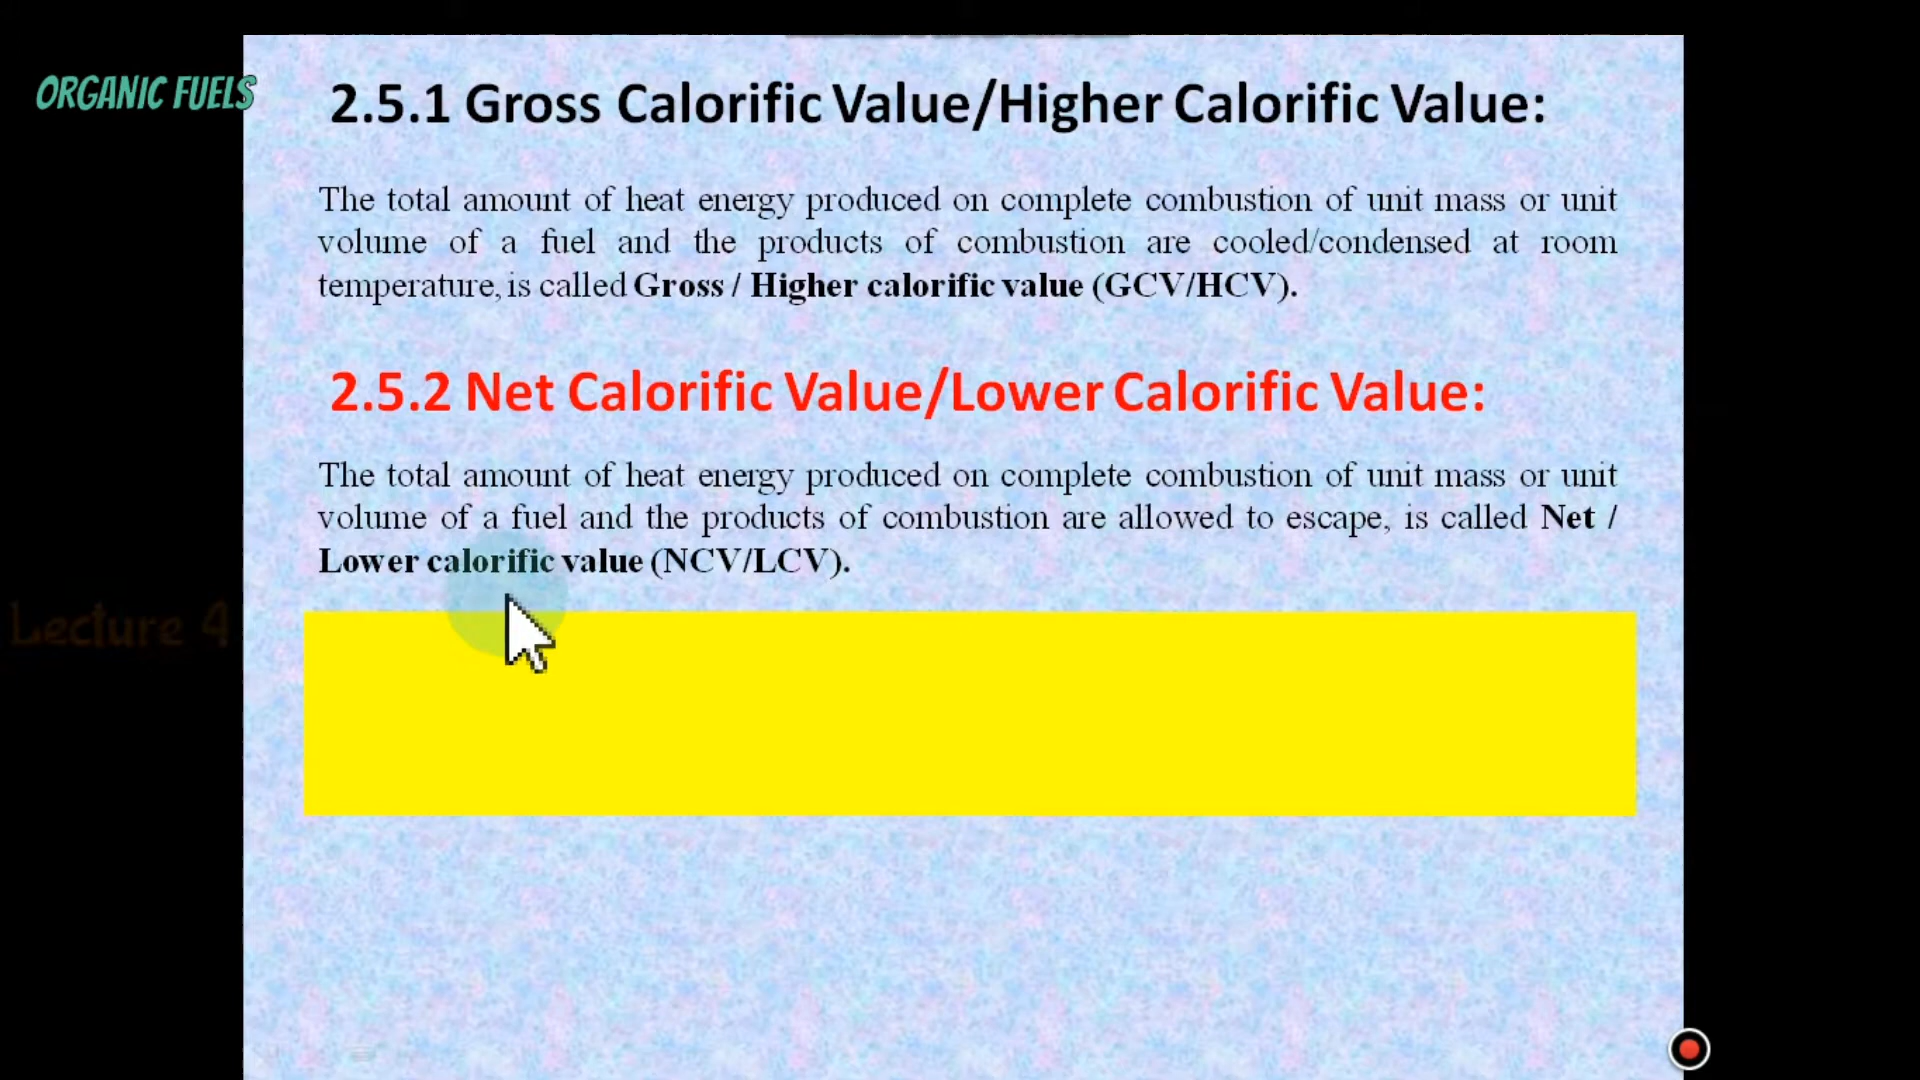 ORGANIC FUELS
2.5.1 Gross Calorific Value/Higher Calorific Value:
The total amount of heat energy produced on complete combustion of unit mass or unit
volume of a fuel and the products of combustion are cooled/condensed at room
temperature, is called Gross / Higher calorific value (GCV/HCV).
2.5.2 Net Calorific Value/Lower Calorific Value:
The total amount of heat energy produced on complete combustion of unit mass or unit
volume of a fuel and the products of combustion are allowed to escape, is called Net /
Lower calorific value (NCV/LCV).
Lecture 4